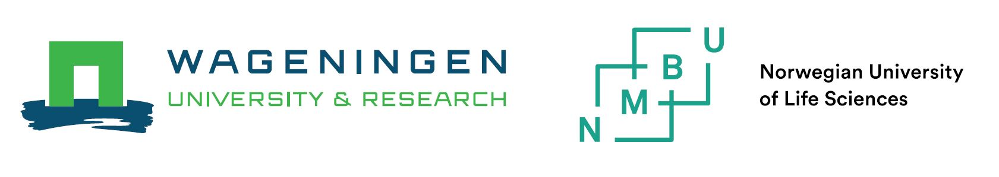 WAGENINGEN
UNIVERSITY & RESEARCH
N M B U
Norwegian University
of Life Sciences